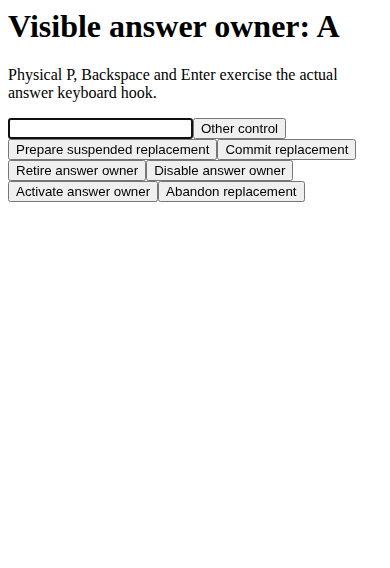 Visible answer owner: A
Physical P, Backspace and Enter exercise the actual
answer keyboard hook.
Other control
Prepare suspended replacement Commit replacement
Retire answer owner Disable answer owner
Activate answer owner Abandon replacement